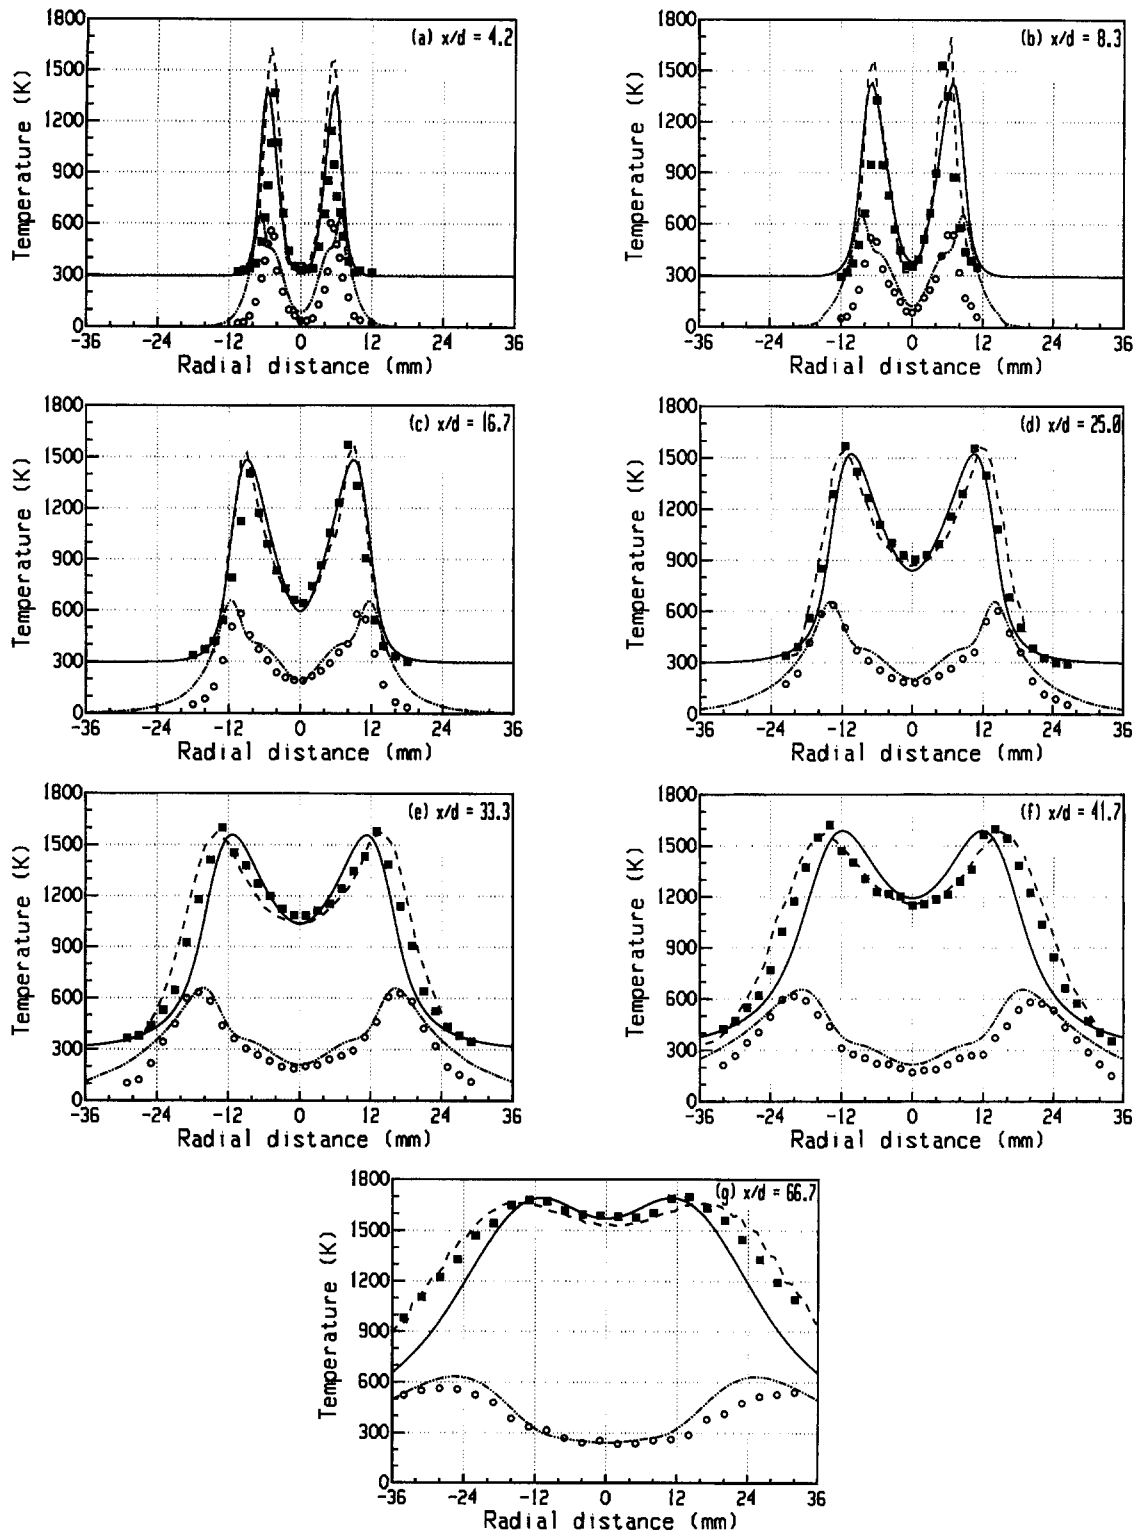 (a) x/d = 4.2
Temperature (K)
1800
1500
1200
900
600
300
0
-36 -24 -12 0 12 24 36
Radial distance (mm)
(b) x/d = 8.3
Temperature (K)
1800
1500
1200
900
600
300
0
-36 -24 -12 0 12 24 36
Radial distance (mm)
(c) x/d = 16.7
Temperature (K)
1800
1500
1200
900
600
300
0
-36 -24 -12 0 12 24 36
Radial distance (mm)
(d) x/d = 25.0
Temperature (K)
1800
1500
1200
900
600
300
0
-36 -24 -12 0 12 24 36
Radial distance (mm)
(e) x/d = 33.3
Temperature (K)
1800
1500
1200
900
600
300
0
-36 -24 -12 0 12 24 36
Radial distance (mm)
(f) x/d = 41.7
Temperature (K)
1800
1500
1200
900
600
300
0
-36 -24 -12 0 12 24 36
Radial distance (mm)
(g) x/d = 66.7
Temperature (K)
1800
1500
1200
900
600
300
0
-36 -24 -12 0 12 24 36
Radial distance (mm)